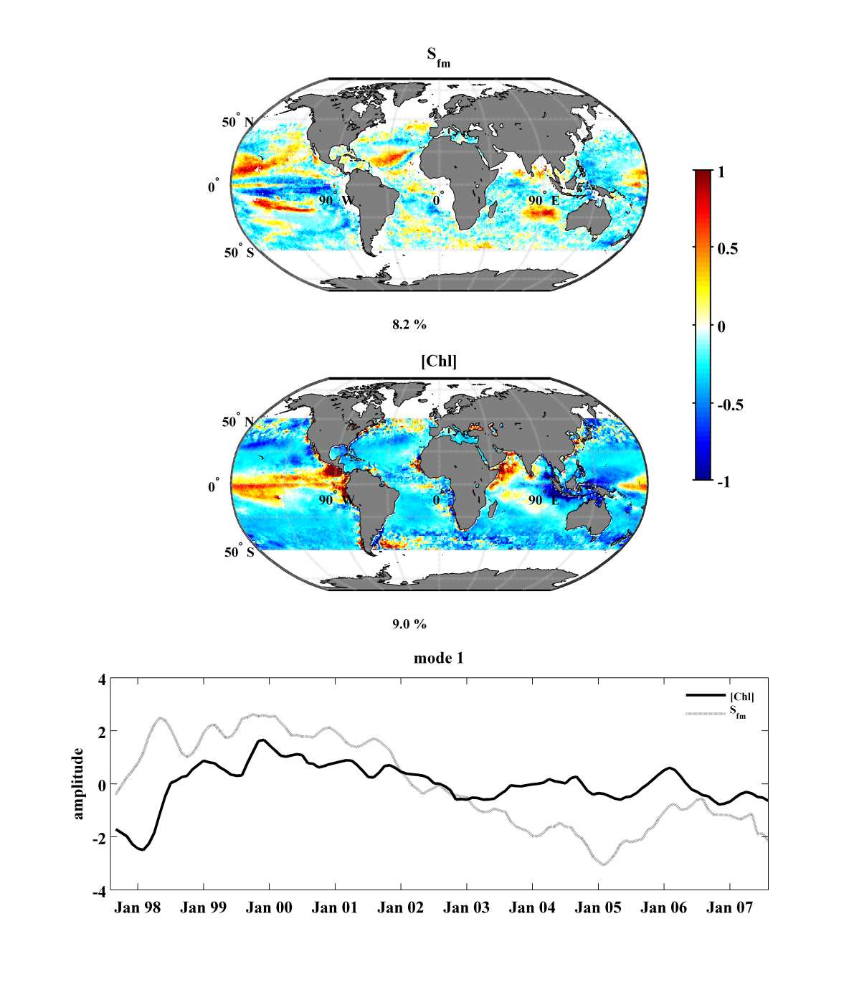 S_fm
50° N
0°
90° W
0°
90° E
50° S
8.2 %
1
0.5
0
-0.5
-1
[Chl]
50° N
0°
90° W
0
90° E
50° S
9.0 %
mode 1
amplitude
4
2
0
-2
-4
[Chl]
S_fm
Jan 98 Jan 99 Jan 00 Jan 01 Jan 02 Jan 03 Jan 04 Jan 05 Jan 06 Jan 07